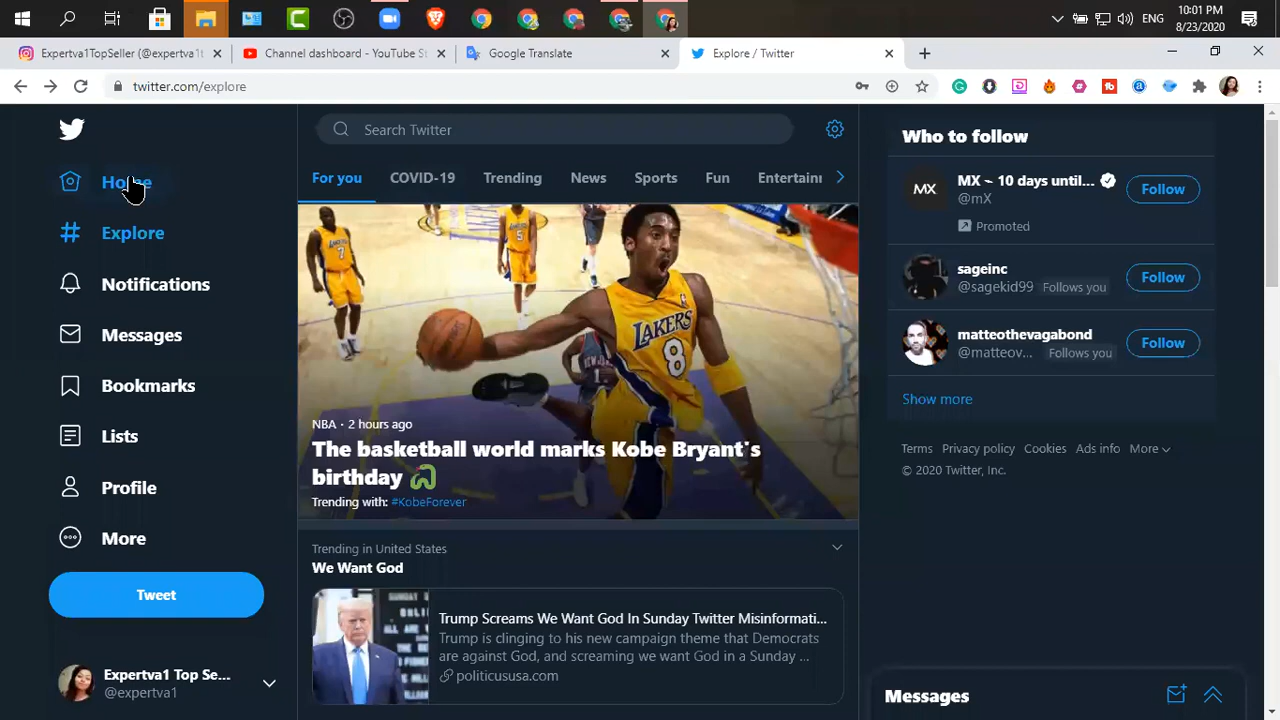 10:01 PM
ENG
8/23/2020
Expertva1TopSeller (@expertva1t
Channel dashboard - YouTube St
Google Translate
Explore / Twitter
twitter.com/explore
Home
Explore
Notifications
Messages
Bookmarks
Lists
Profile
More
Tweet
Expertva1 Top Se...
@expertva1
Search Twitter
For you
COVID-19
Trending
News
Sports
Fun
Entertainı
LAKERS
8
NBA · 2 hours ago
The basketball world marks Kobe Bryant's
birthday
Trending with: #KobeForever
Trending in United States
We Want God
Trump Screams We Want God In Sunday Twitter Misinformati...
Trump is clinging to his new campaign theme that Democrats
are against God, and screaming we want God in a Sunday ...
politicususa.com
Who to follow
MX
MX ~ 10 days until...
@mX
Follow
Promoted
sageinc
@sagekid99 Follows you
Follow
matteothevagabond
@matteov... Follows you
Follow
Show more
Terms Privacy policy Cookies Ads info More
© 2020 Twitter, Inc.
Messages